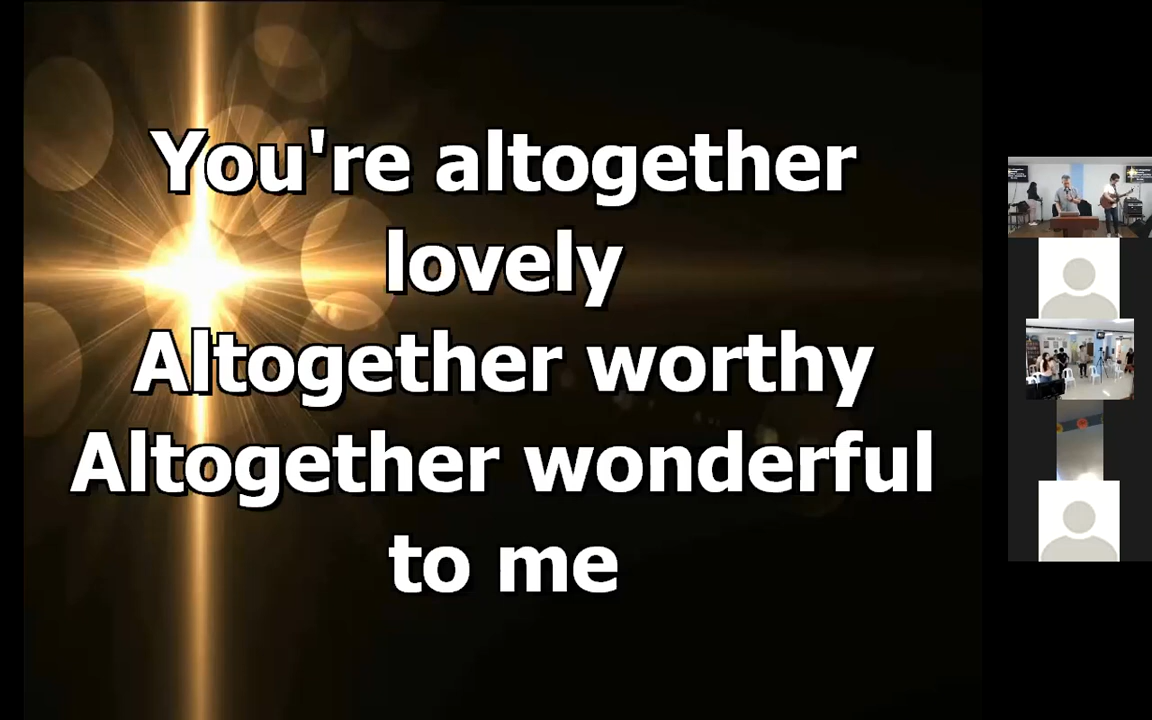 You're altogether
lovely
Altogether worthy
Altogether wonderful
to me